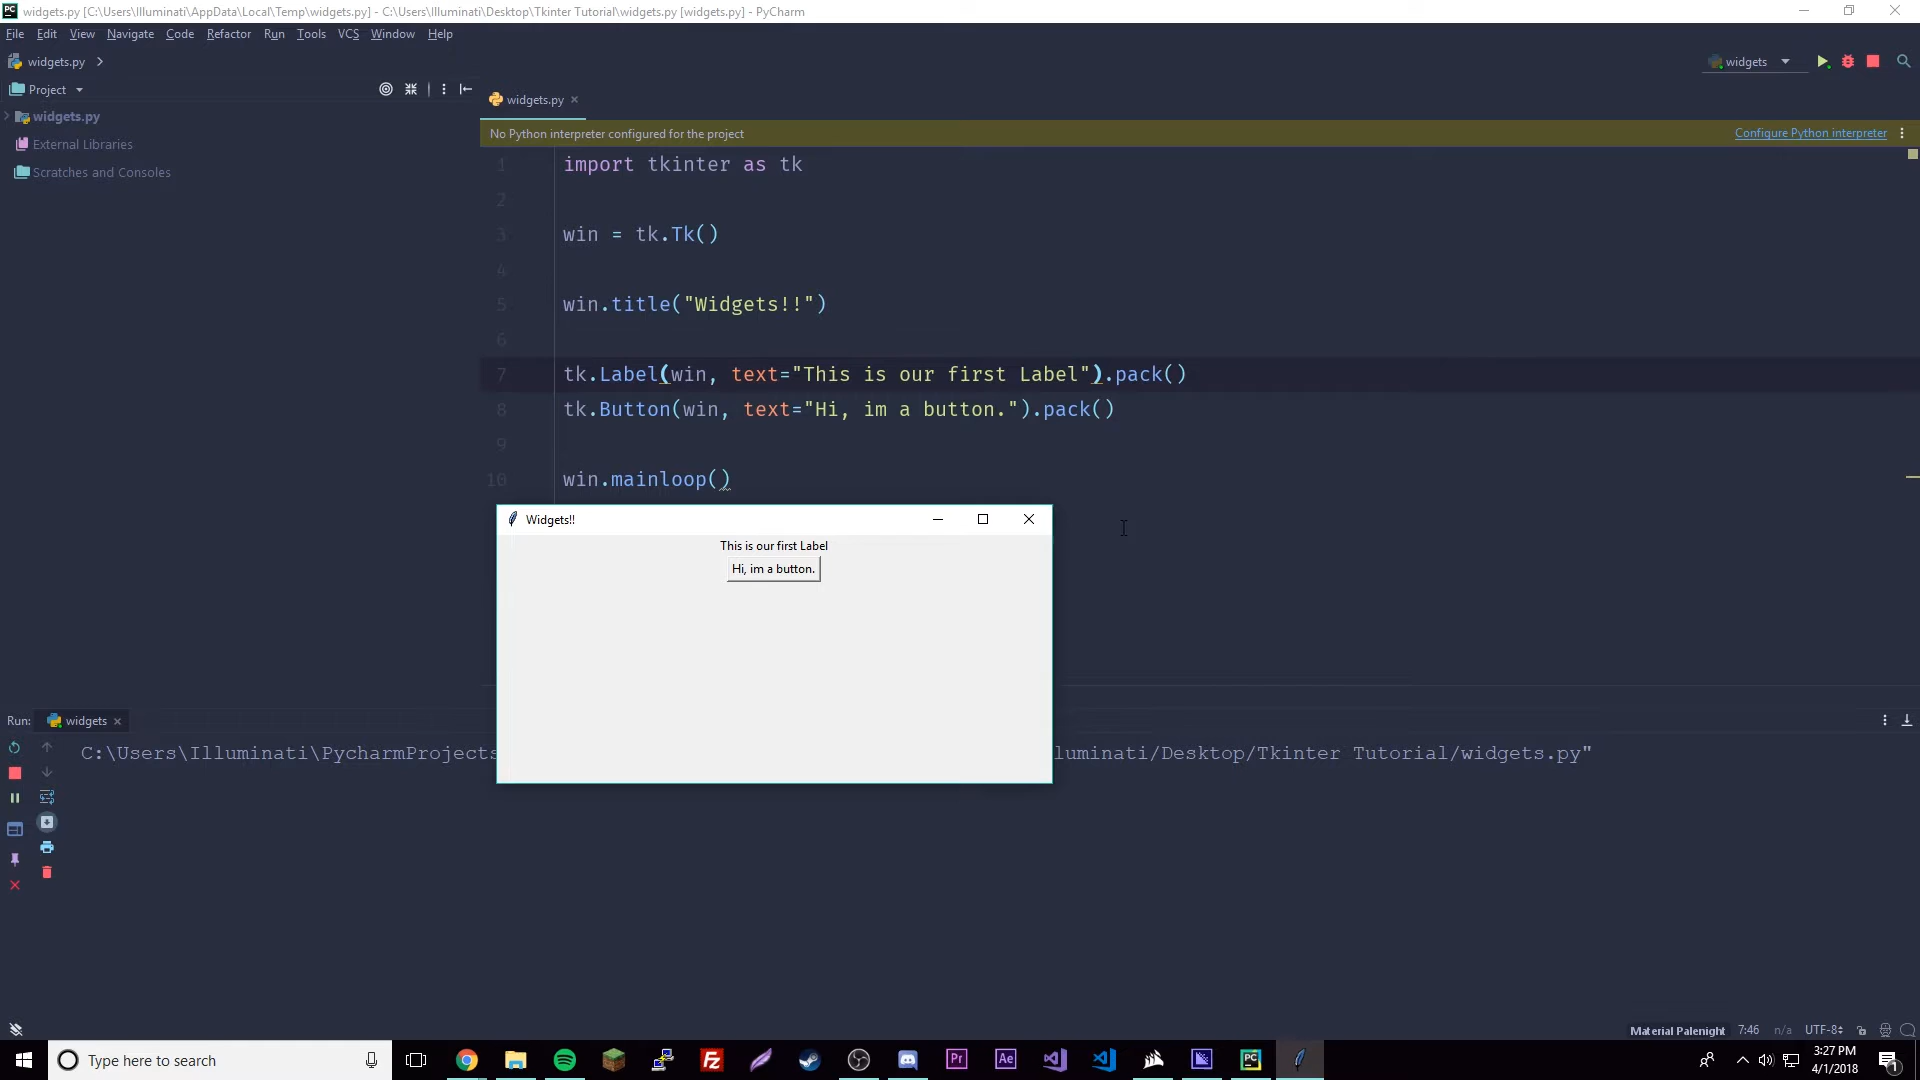 widgets.py [C:\Users\Illuminati\AppData\Local\Temp\widgets.py] - C:\Users\Illuminati\Desktop\Tkinter Tutorial\widgets.py [widgets.py] - PyCharm
File Edit View Navigate Code Refactor Run Tools VCS Window Help
widgets.py
widgets
Project
widgets.py
No Python interpreter configured for the project
Configure Python interpreter
widgets.py
External Libraries
Scratches and Consoles
1 import tkinter as tk
2
3 win = tk.Tk()
4
5 win.title("Widgets!!")
6
7 tk.Label(win, text="This is our first Label").pack()
8 tk.Button(win, text="Hi, im a button.").pack()
9
10 win.mainloop()
Widgets!!
This is our first Label
Hi, im a button.
Run: widgets
C:\Users\Illuminati\PycharmProjects luminati/Desktop/Tkinter Tutorial/widgets.py"
Material Palenight 7:46 n/a UTF-8
Type here to search
Pr
Ae
PC
3:27 PM
4/1/2018
1